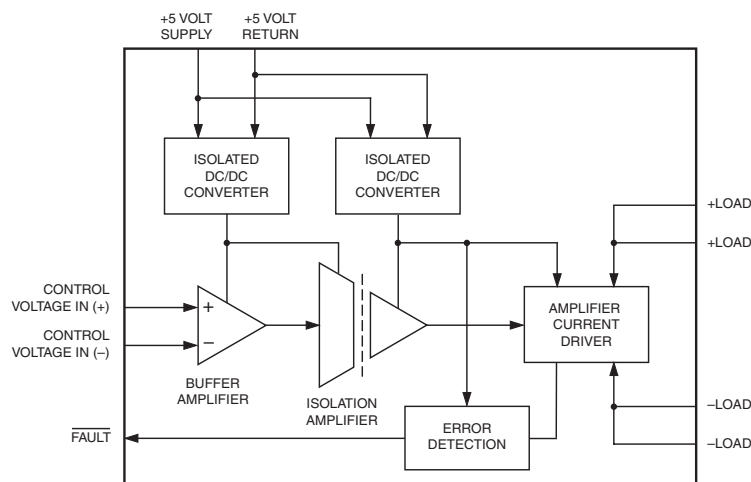 +5 VOLT
SUPPLY
+5 VOLT
RETURN
ISOLATED
DC/DC
CONVERTER
ISOLATED
DC/DC
CONVERTER
+LOAD
+LOAD
CONTROL
VOLTAGE IN (+)
CONTROL
VOLTAGE IN (–)
+
–
BUFFER
AMPLIFIER
ISOLATION
AMPLIFIER
AMPLIFIER
CURRENT
DRIVER
–LOAD
–LOAD
FAULT
ERROR
DETECTION